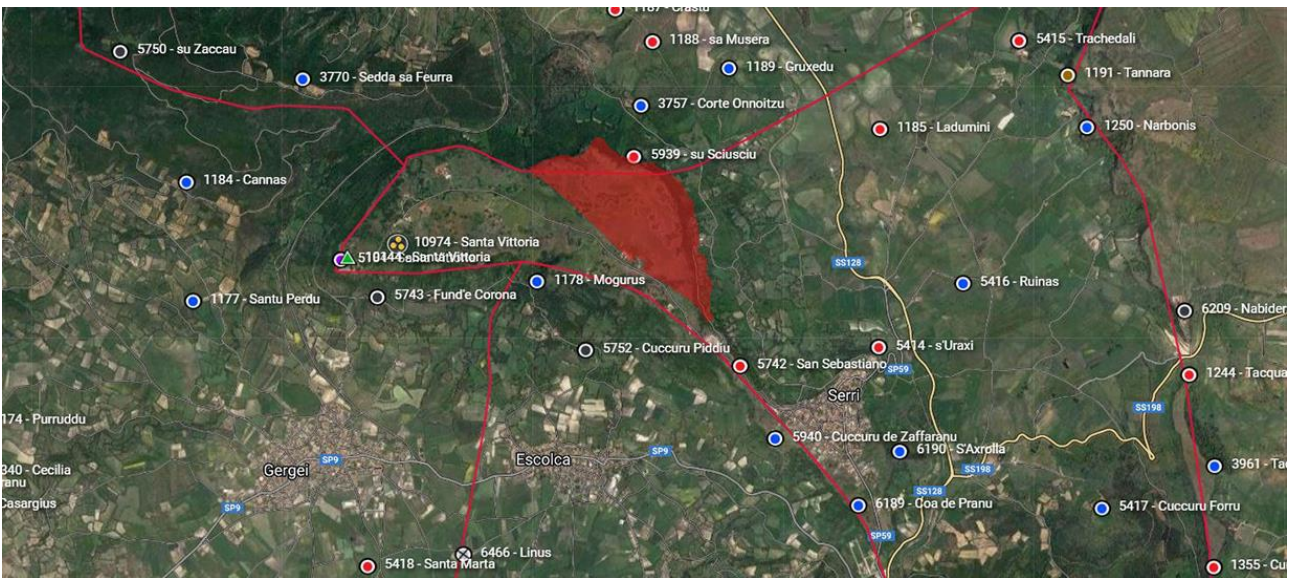 1187 - Crastu
1188 - sa Musera
5415 - Trachedali
5750 - su Zaccau
3770 - Sedda sa Feurra
1189 - Gruxedu
1191 - Tannara
3757 - Corte Onnoitzu
1185 - Ladumini
1250 - Narbonis
5939 - su Sciusciu
1184 - Cannas
10974 - Santa Vittoria
Santa Vittoria
SS128
1178 - Mogurus
5416 - Ruinas
1177 - Santu Perdu
5743 - Fund'e Corona
6209 - Nabider
5752 - Cuccuru Piddiu
5414 - s'Uraxi
5742 - San Sebastiano
SP59
1244 - Tacqua
Serri
SS198
174 - Purruddu
5940 - Cuccuru de Zaffaranu
6190 - S'Axrolla
Escolca
SP9
SP9
Gergei
340 - Cecilia
ranu
SS198
3961 - Tac
SS128
Casargius
SP9
6189 - Coa de Pranu
5417 - Cuccuru Forru
SP59
6466 - Linus
5418 - Santa Marta
1355 - Cu